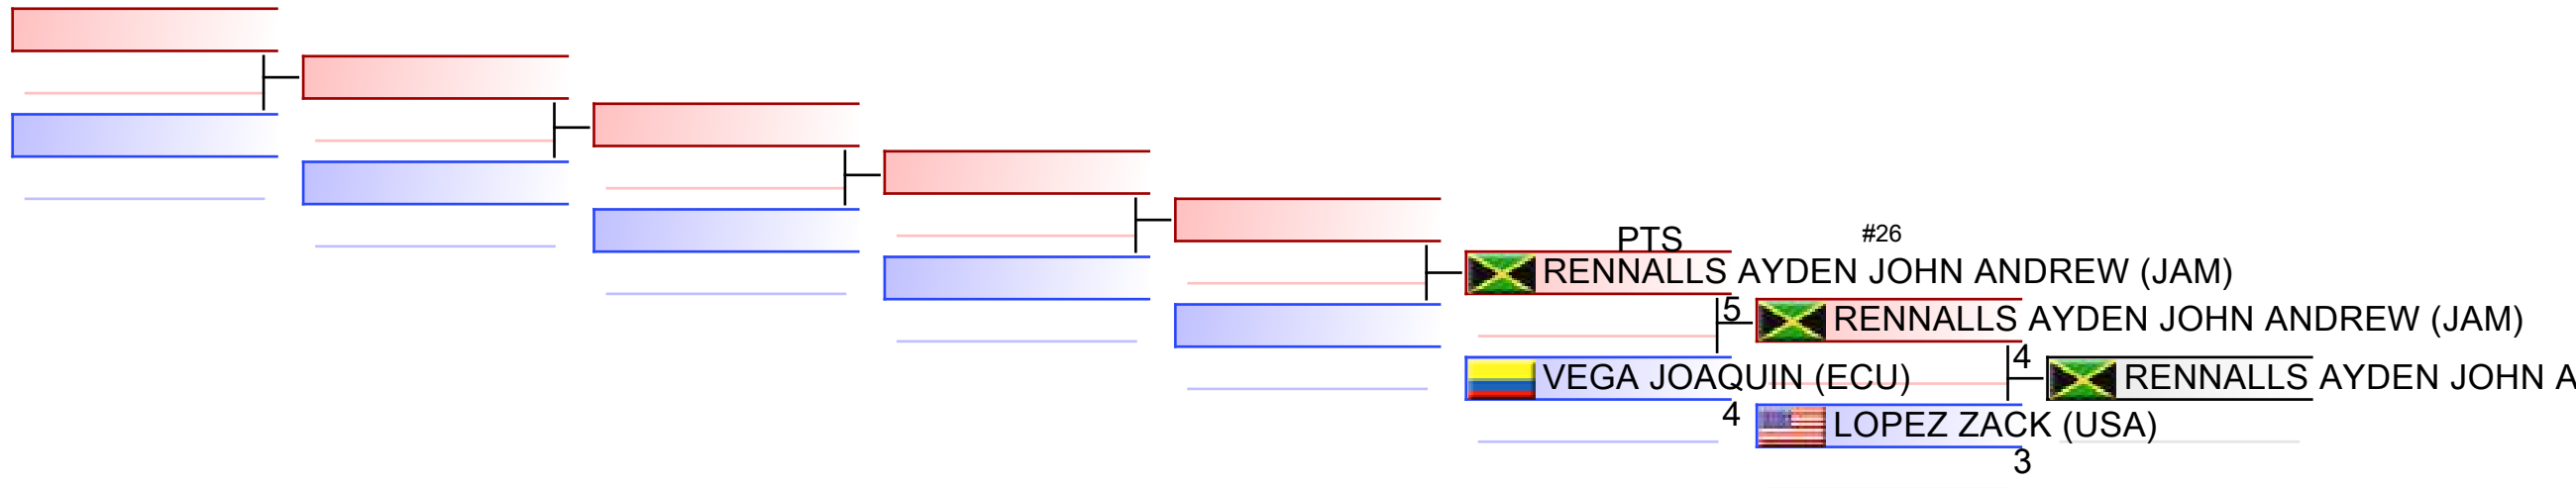 PTS
#26
RENNALLS AYDEN JOHN ANDREW (JAM)
5
RENNALLS AYDEN JOHN ANDREW (JAM)
4
VEGA JOAQUIN (ECU)
RENNALLS AYDEN JOHN A
4
LOPEZ ZACK (USA)
3